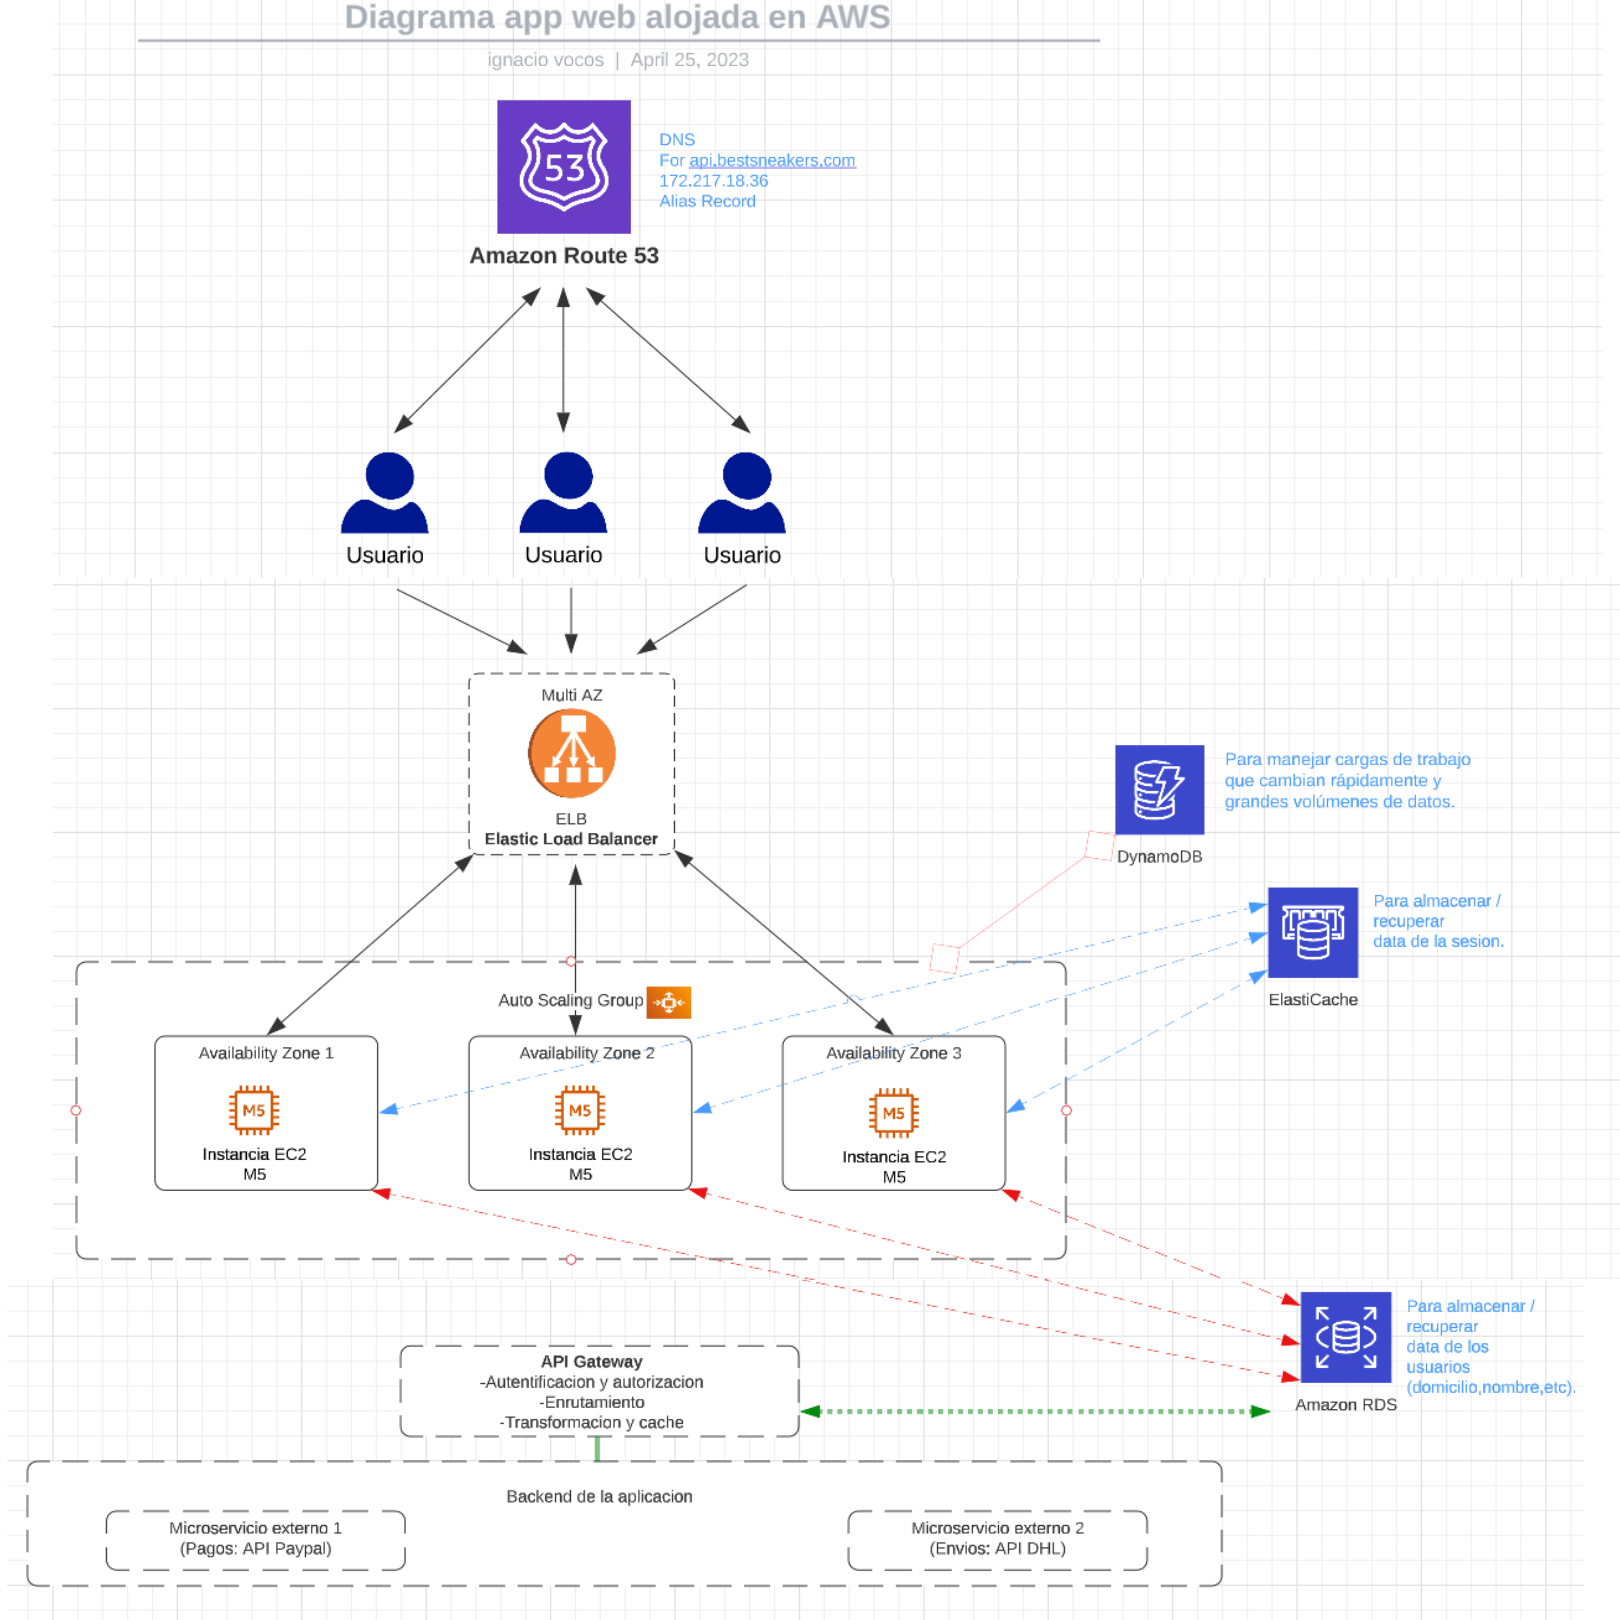 Diagrama app web alojada en AWS
ignacio vocos | April 25, 2023
53
DNS
For api.bestsneakers.com
172.217.18.36
Alias Record
Amazon Route 53
Usuario
Usuario
Usuario
Multi AZ
ELB
Elastic Load Balancer
Para manejar cargas de trabajo
que cambian rápidamente y
grandes volúmenes de datos.
DynamoDB
Para almacenar /
recuperar
data de la sesion.
ElastiCache
Auto Scaling Group
Availability Zone 1
M5
Instancia EC2
M5
Availability Zone 2
M5
Instancia EC2
M5
Availability Zone 3
M5
Instancia EC2
M5
Para almacenar /
recuperar
data de los
usuarios
(domicilio,nombre,etc).
Amazon RDS
API Gateway
-Autentificacion y autorizacion
-Enrutamiento
-Transformacion y cache
Backend de la aplicacion
Microservicio externo 1
(Pagos: API Paypal)
Microservicio externo 2
(Envios: API DHL)